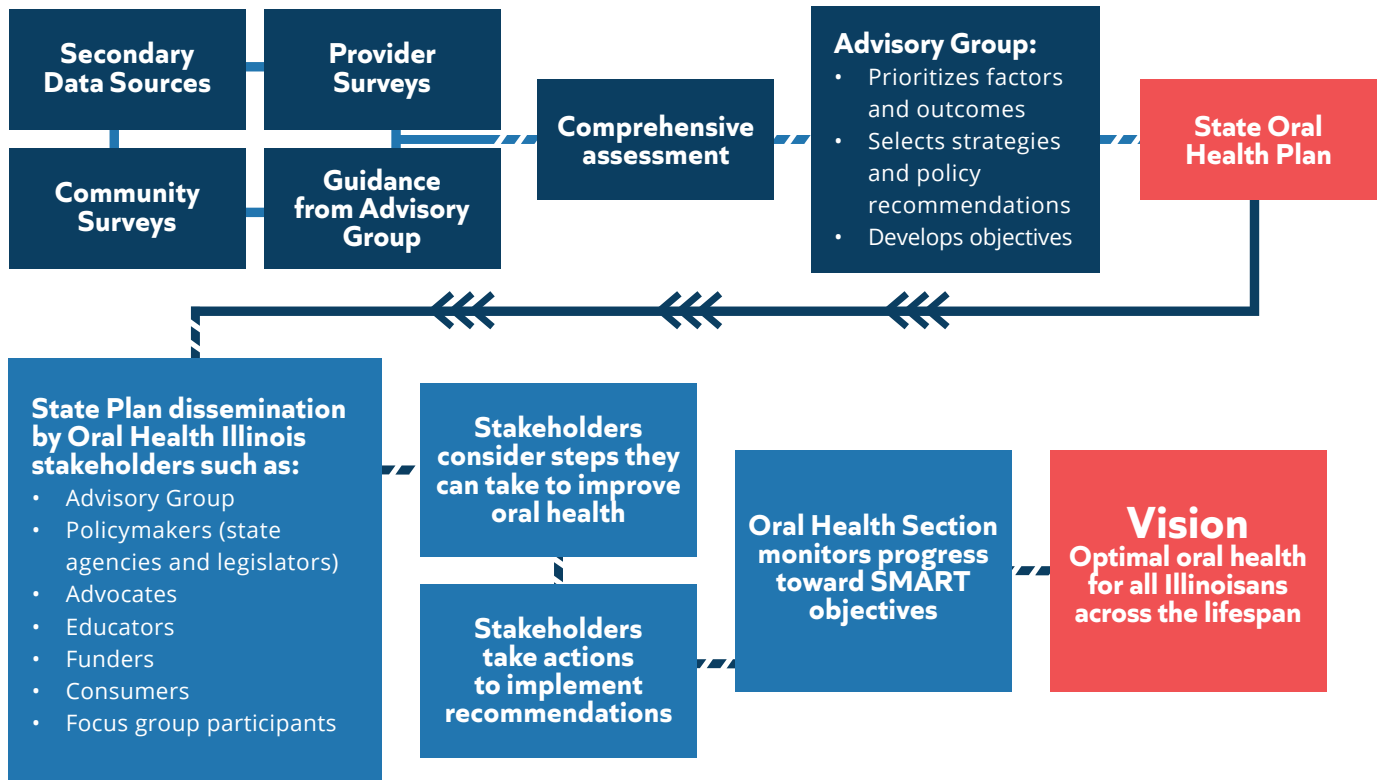 Secondary
Data Sources
Provider
Surveys
Community
Surveys
Guidance
from Advisory
Group
Comprehensive
assessment
Advisory Group:
• Prioritizes factors
and outcomes
• Selects strategies
and policy
recommendations
• Develops objectives
State Oral
Health Plan
State Plan dissemination
by Oral Health Illinois
stakeholders such as:
• Advisory Group
• Policymakers (state
agencies and legislators)
• Advocates
• Educators
• Funders
• Consumers
• Focus group participants
Stakeholders
consider steps they
can take to improve
oral health
Stakeholders
take actions
to implement
recommendations
Oral Health Section
monitors progress
toward SMART
objectives
Vision
Optimal oral health
for all Illinoisans
across the lifespan